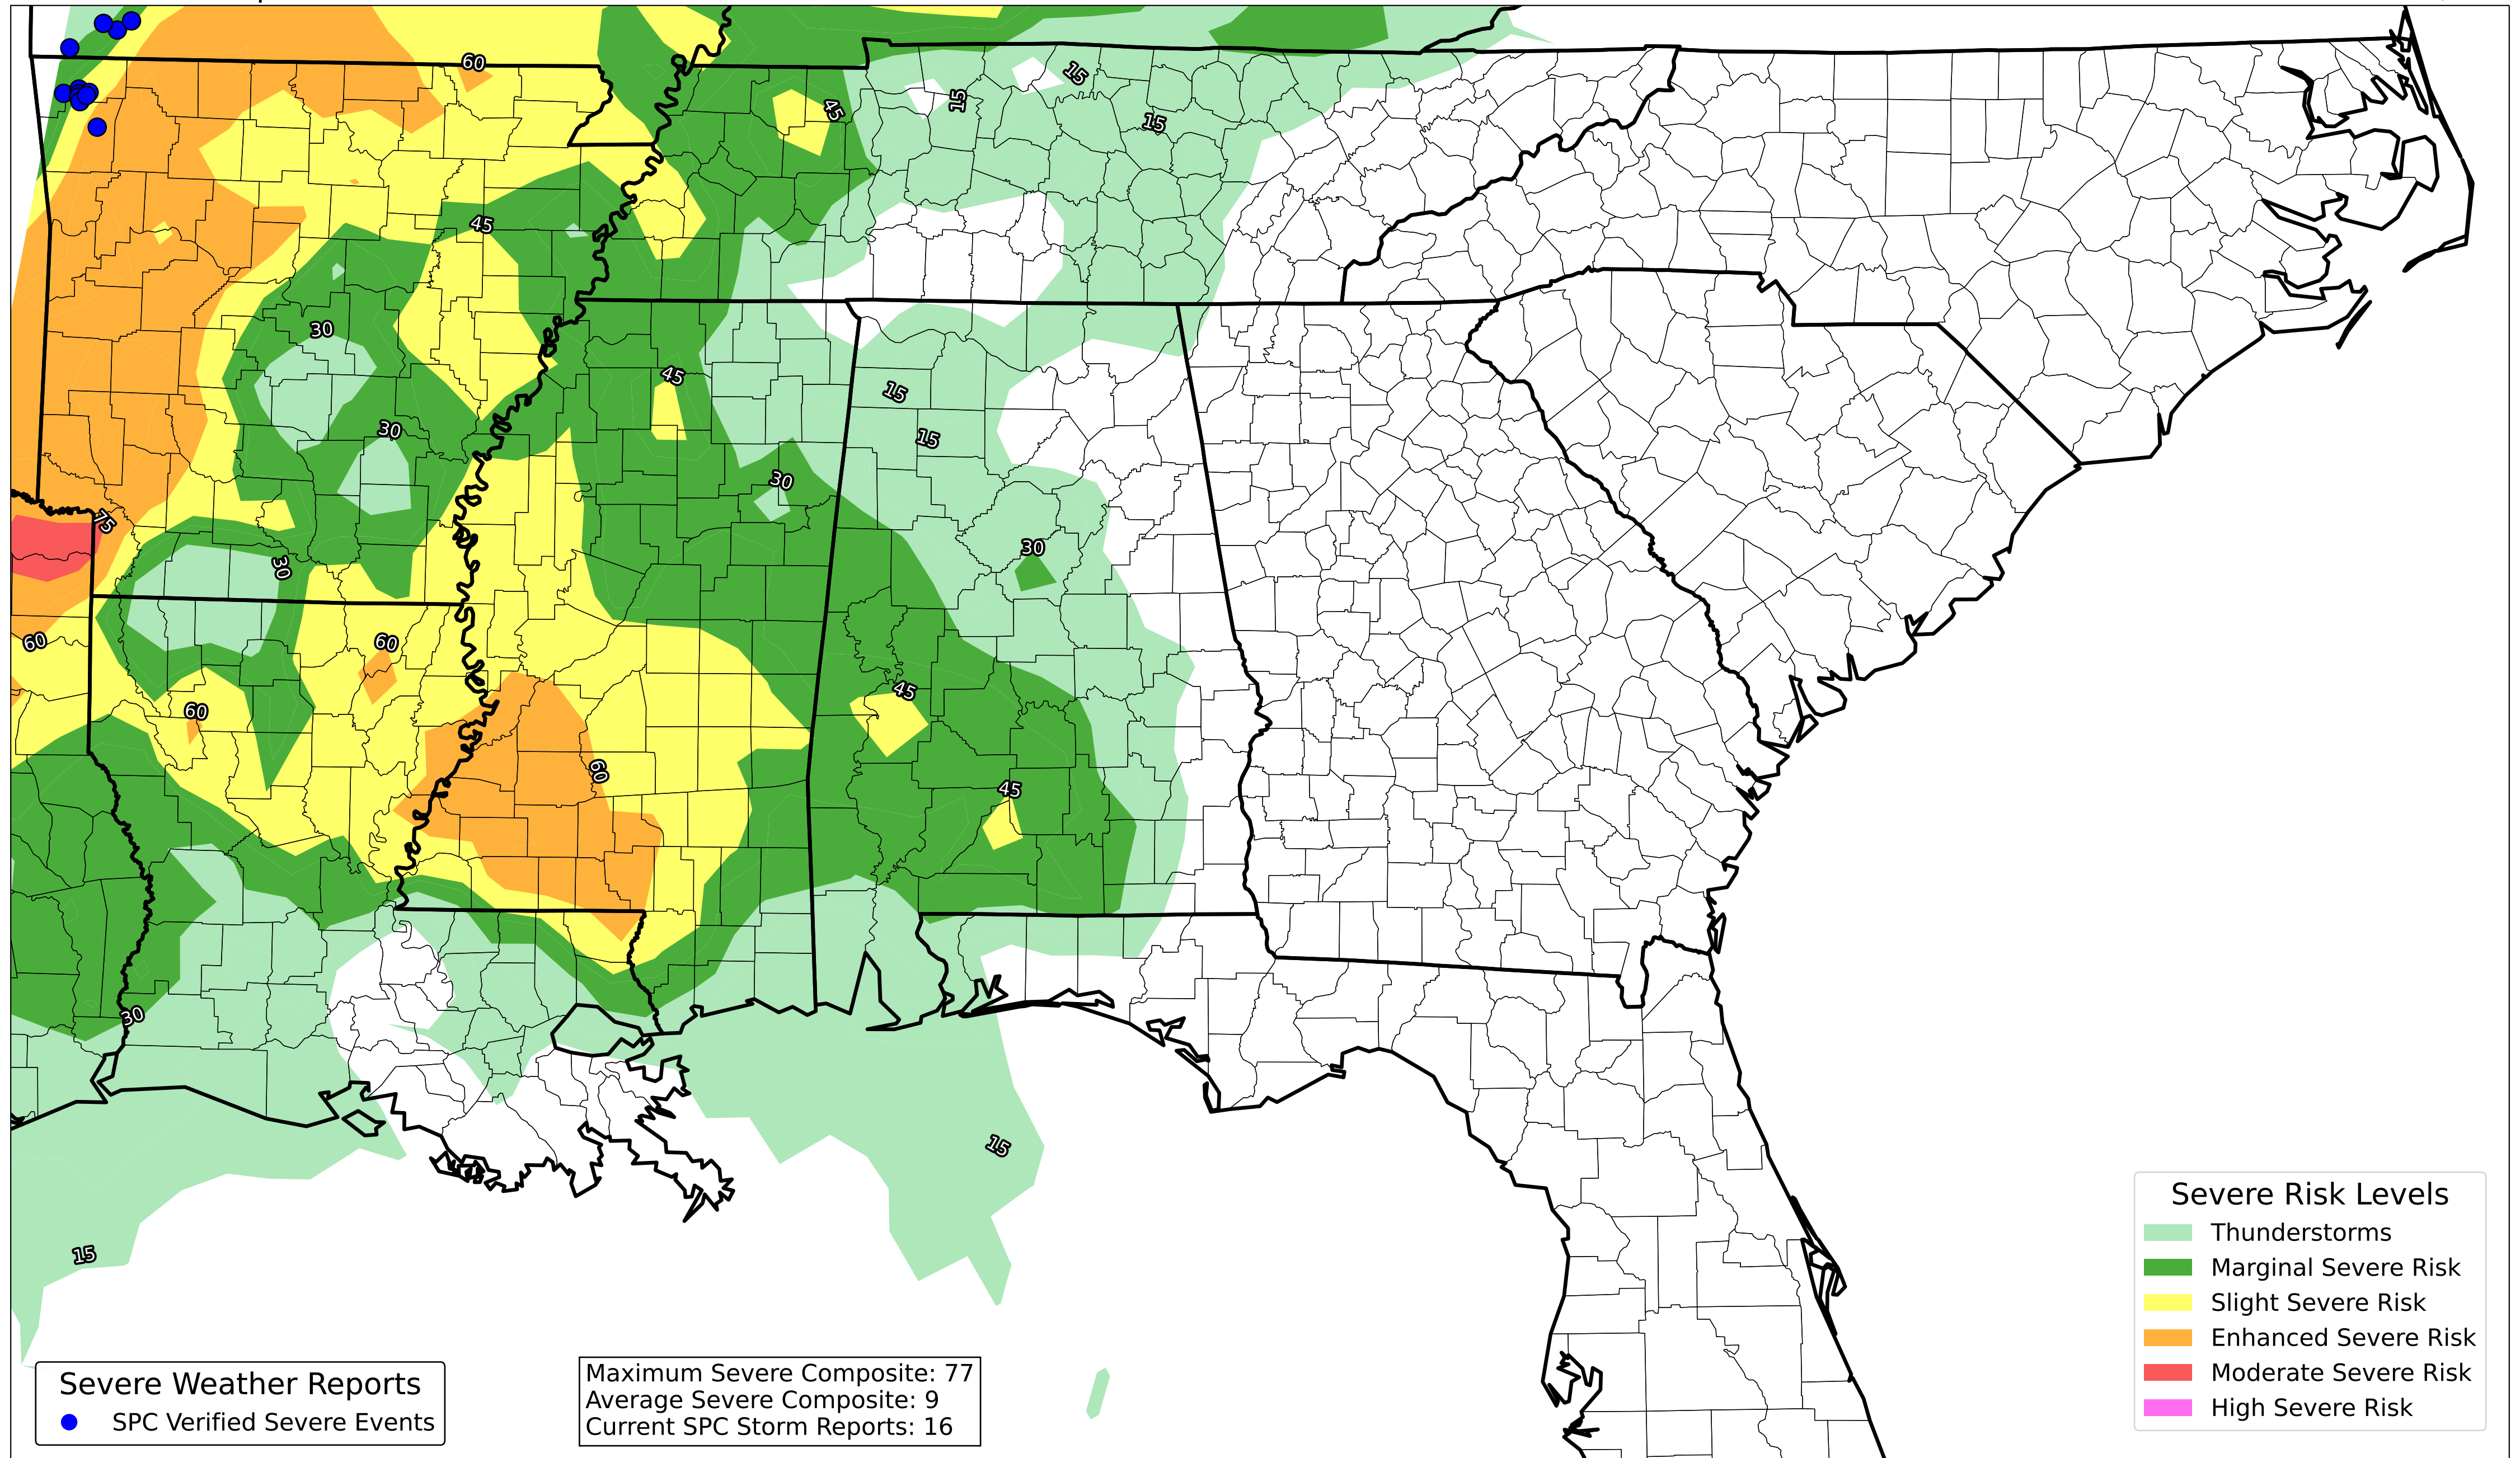 60
15
15
45
15
45
30
45
15
30
15
30
75
30
30
60
60
45
60
60
45
30
15
15
Severe Weather Reports
SPC Verified Severe Events
Maximum Severe Composite: 77
Average Severe Composite: 9
Current SPC Storm Reports: 16
Severe Risk Levels
Thunderstorms
Marginal Severe Risk
Slight Severe Risk
Enhanced Severe Risk
Moderate Severe Risk
High Severe Risk